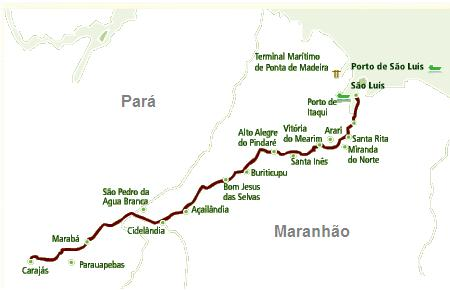 Terminal Marítimo
de Ponta de Madeira
Porto de São Luís
São Luís
Porto de
Itaqui
Pará
Alto Alegre
do Pindaré
Vitória
do Mearim
Arari
Santa Rita
Miranda
do Norte
Santa Inês
Buriticupu
Bom Jesus
das Selvas
São Pedro da
Agua Branca
Açailândia
Cidelândia
Maranhão
Marabá
Carajás
Parauapebas